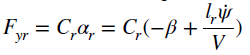 F_{yr} = C_r α_r = C_r(-β + \frac{l_r \dot{ψ}}{V})